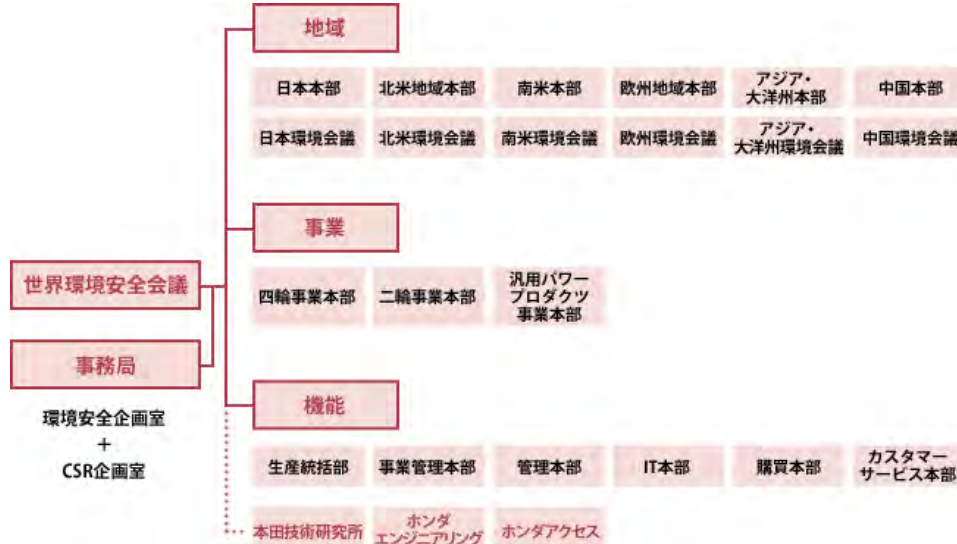 地域
日本本部 北米地域本部 南米本部 欧州地域本部 アジア・大洋州本部 中国本部
日本環境会議 北米環境会議 南米環境会議 欧州環境会議 アジア・大洋州環境会議 中国環境会議
事業
世界環境安全会議
四輪事業本部 二輪事業本部 汎用パワープロダクツ事業本部
事務局
環境安全企画室
+
CSR企画室
機能
生産統括部 事業管理本部 管理本部 IT本部 購買本部 カスタマーサービス本部
本田技術研究所 ホンダエンジニアリング ホンダアクセス